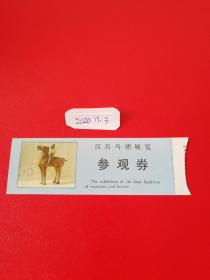 2020.11.3
汉兵马俑展览
参观券
The exhibition of the Han figurines
of warriors and horses